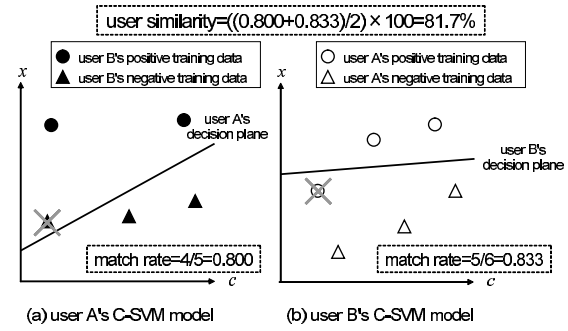 user similarity=((0.800+0.833)/2)×100=81.7%
● user B's positive training data
▲ user B's negative training data
○ user A's positive training data
△ user A's negative training data
x
user A's
decision plane
match rate=4/5=0.800
c
x
user B's
decision plane
match rate=5/6=0.833
c
(a) user A's C-SVM model
(b) user B's C-SVM model